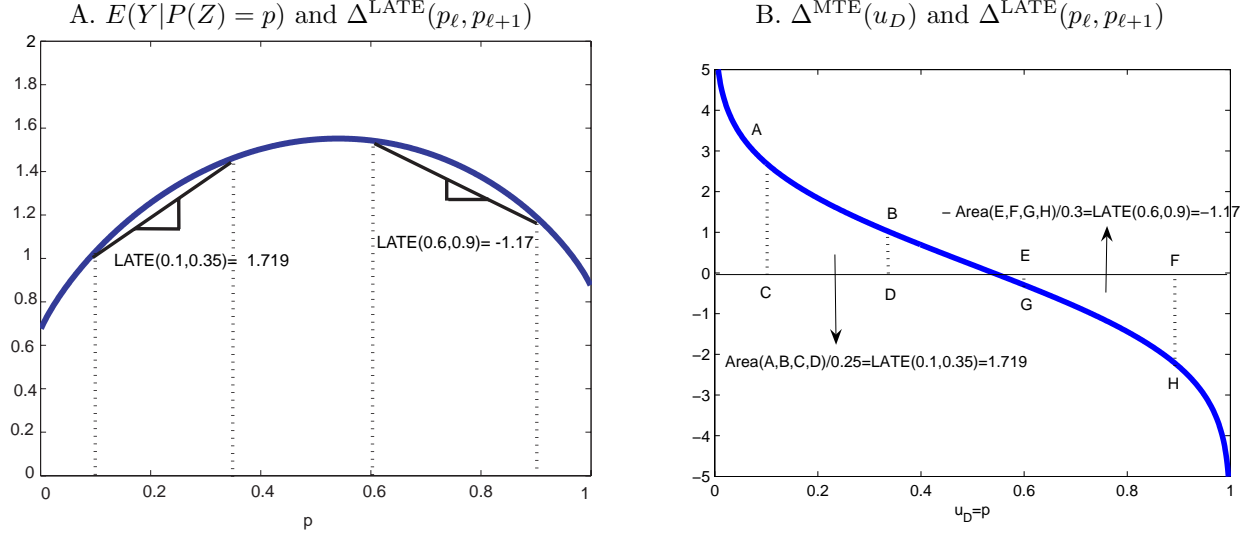 A. E(Y|P(Z) = p) and Δ^LATE(p_ℓ, p_ℓ+1)
2
1.8
1.6
1.4
1.2
1
0.8
0.6
0.4
0.2
0
LATE(0.1,0.35)= 1.719
LATE(0.6,0.9)= -1.17
0 0.2 0.4 0.6 0.8 1
p
B. Δ^MTE(u_D) and Δ^LATE(p_ℓ, p_ℓ+1)
5
4
3
2
1
0
−1
−2
−3
−4
−5
A
B
− Area(E,F,G,H)/0.3=LATE(0.6,0.9)=−1.17
E
F
C
D
G
Area(A,B,C,D)/0.25=LATE(0.1,0.35)=1.719
H
0 0.2 0.4 0.6 0.8 1
u_D=p